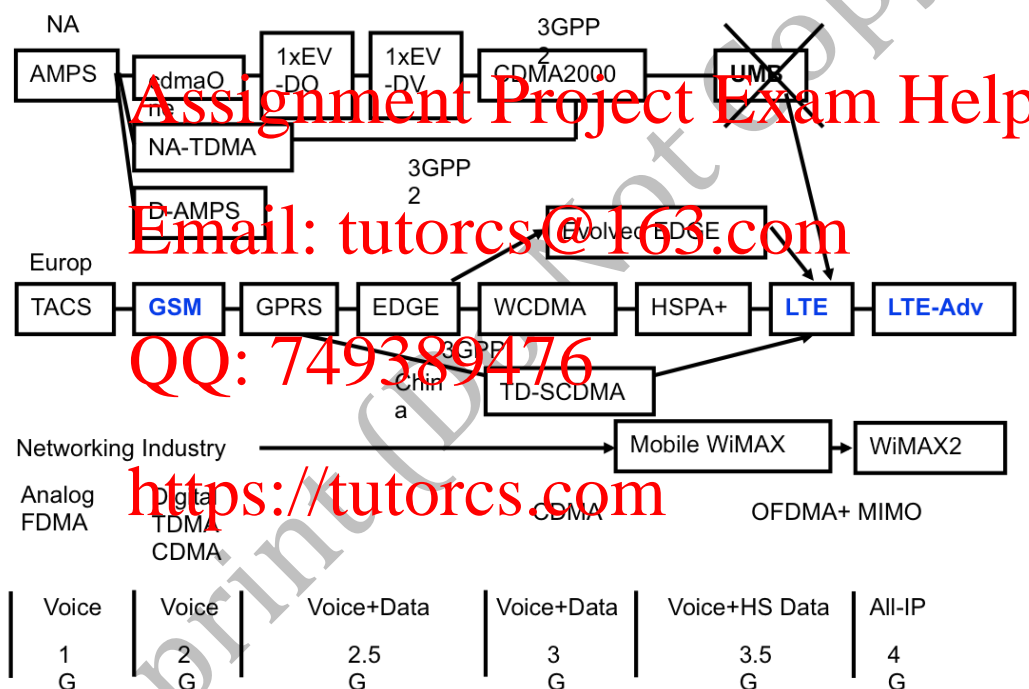 NA
3GPP
2
AMPS
cdmaO
ne
1xEV
-DO
1xEV
-DV
CDMA2000
UMB
Assignment Project Exam Help
NA-TDMA
3GPP
2
D-AMPS
Evolved EDGE
Email: tutorcs@163.com
Europ
TACS
GSM
GPRS
EDGE
WCDMA
HSPA+
LTE
LTE-Adv
3GPP
QQ: 749389476
Chin
a
TD-SCDMA
Networking Industry
Mobile WiMAX
WiMAX2
Analog
FDMA
Digital
TDMA
CDMA
https://tutorcs.com
CDMA
OFDMA+ MIMO
Voice
Voice
Voice+Data
Voice+Data
Voice+HS Data
All-IP
1
G
2
G
2.5
G
3
G
3.5
G
4
G
print (Do Not Copy